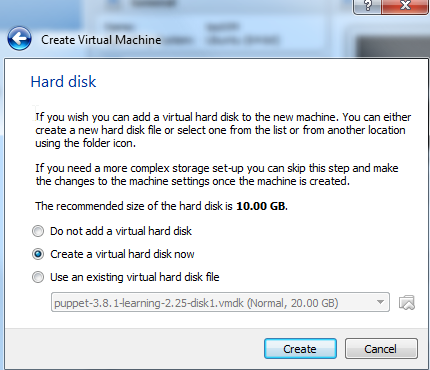 Create Virtual Machine
Hard disk
If you wish you can add a virtual hard disk to the new machine. You can either
create a new hard disk file or select one from the list or from another location
using the folder icon.
If you need a more complex storage set-up you can skip this step and make
the changes to the machine settings once the machine is created.
The recommended size of the hard disk is 10.00 GB.
Do not add a virtual hard disk
Create a virtual hard disk now
Use an existing virtual hard disk file
puppet-3.8.1-learning-2.25-disk1.vmdk (Normal, 20.00 GB)
Create
Cancel